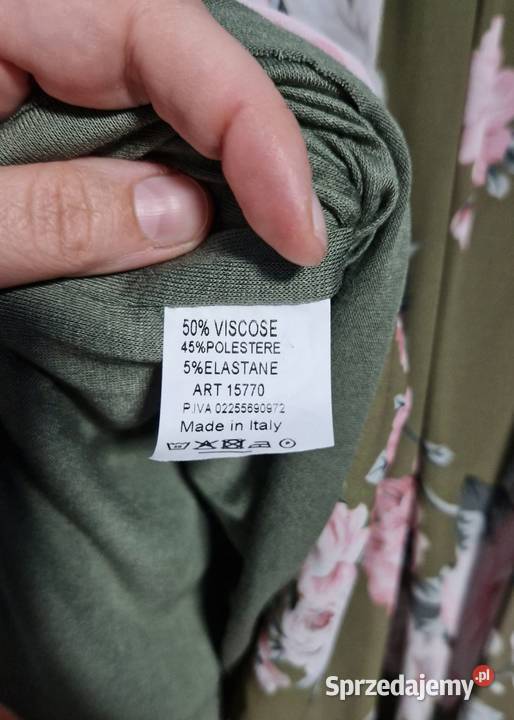 50% VISCOSE
45%POLESTERE
5%ELASTANE
ART 15770
P.IVA 02255690972
Made in Italy
Sprzedajemy.pl